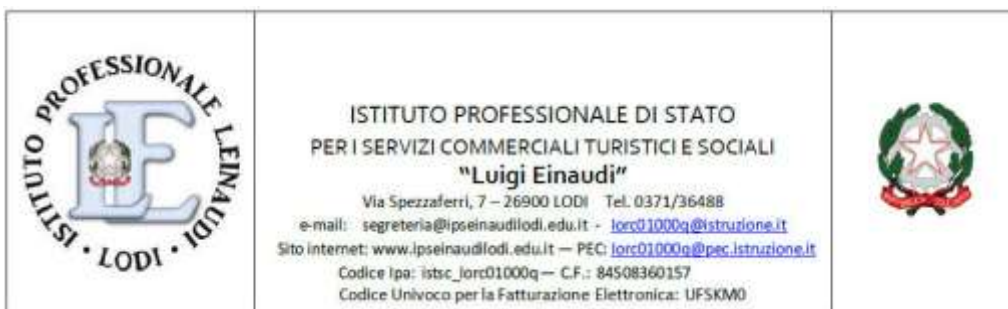 ISTITUTO PROFESSIONALE L.EINAUDI
• LODI •
LE
ISTITUTO PROFESSIONALE DI STATO
PER I SERVIZI COMMERCIALI TURISTICI E SOCIALI
"Luigi Einaudi"
Via Spezzaferri, 7 – 26900 LODI Tel. 0371/36488
e-mail: segreteria@ipseinaudilodi.edu.it - lorc01000q@istruzione.it
Sito internet: www.ipseinaudilodi.edu.it — PEC: lorc01000q@pec.istruzione.it
Codice Ipa: istsc_lorc01000q — C.F.: 84508360157
Codice Univoco per la Fatturazione Elettronica: UFSKM0